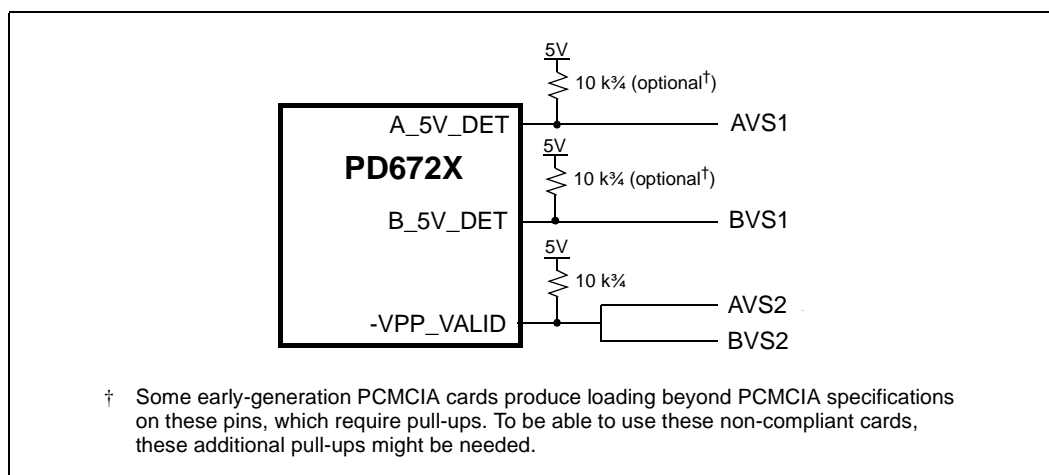 5V
10 k¾ (optional†)
A_5V_DET
AVS1
PD672X
5V
10 k¾ (optional†)
B_5V_DET
BVS1
5V
10 k¾
AVS2
-VPP_VALID
BVS2
† Some early-generation PCMCIA cards produce loading beyond PCMCIA specifications
on these pins, which require pull-ups. To be able to use these non-compliant cards,
these additional pull-ups might be needed.